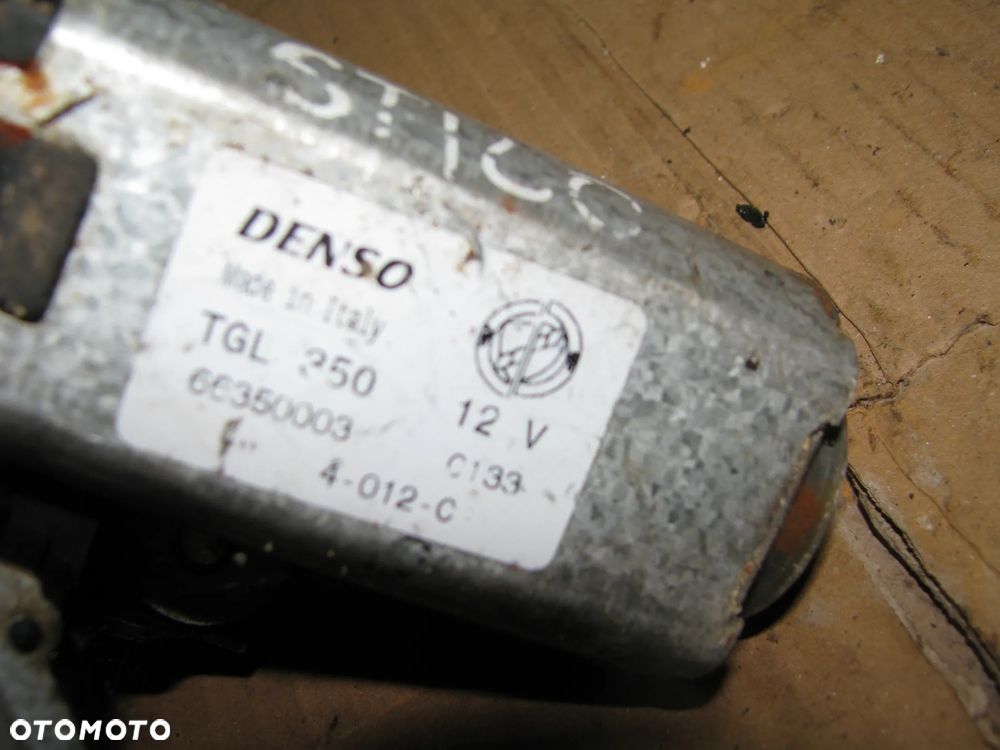 STILO
DENSO
Made in Italy
TGL 350
66350003
12 V
C133
4-012-C
OTOMOTO